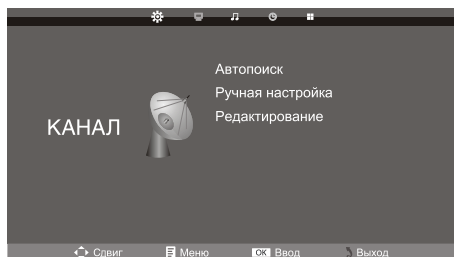 Автопоиск
Ручная настройка
КАНАЛ
Редактирование
Сдвиг Меню OK Ввод Выход